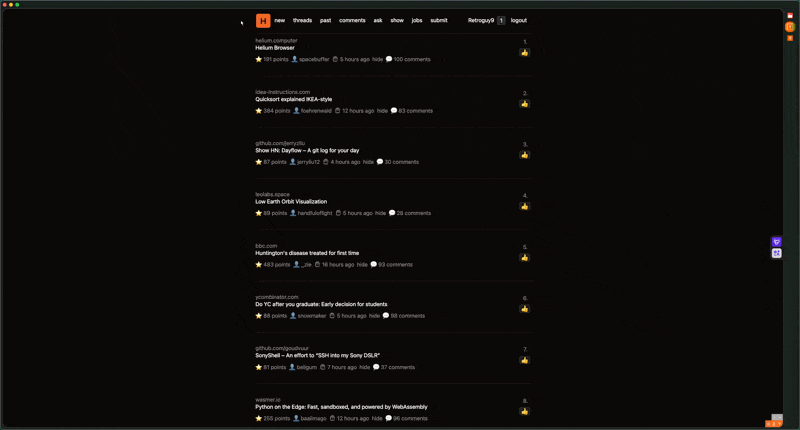 H new threads past comments ask show jobs submit Retroguy9 1 logout
helium.computer 1.
Helium Browser
191 points spacebuffer 5 hours ago hide 100 comments
idea-instructions.com 2.
Quicksort explained IKEA-style
384 points foehrenwald 12 hours ago hide 83 comments
github.com/jerryzliu 3.
Show HN: Dayflow – A git log for your day
87 points jerryliu12 4 hours ago hide 30 comments
leolabs.space 4.
Low Earth Orbit Visualization
89 points handfuloflight 5 hours ago hide 28 comments
bbc.com 5.
Huntington's disease treated for first time
483 points _zie 16 hours ago hide 93 comments
ycombinator.com 6.
Do YC after you graduate: Early decision for students
88 points snowmaker 5 hours ago hide 98 comments
github.com/goudvuur 7.
SonyShell – An effort to “SSH into my Sony DSLR”
81 points beligum 7 hours ago hide 37 comments
wasmer.io 8.
Python on the Edge: Fast, sandboxed, and powered by WebAssembly
255 points baalimago 12 hours ago hide 96 comments